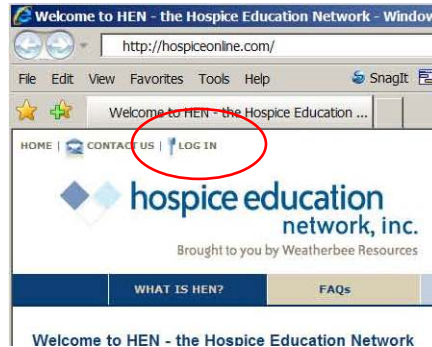 Welcome to HEN - the Hospice Education Network - Window
http://hospiceonline.com/
File Edit View Favorites Tools Help SnagIt
Welcome to HEN - the Hospice Education ...
HOME | CONTACT US | LOG IN
hospice education
network, inc.
Brought to you by Weatherbee Resources
WHAT IS HEN? FAQs
Welcome to HEN - the Hospice Education Network